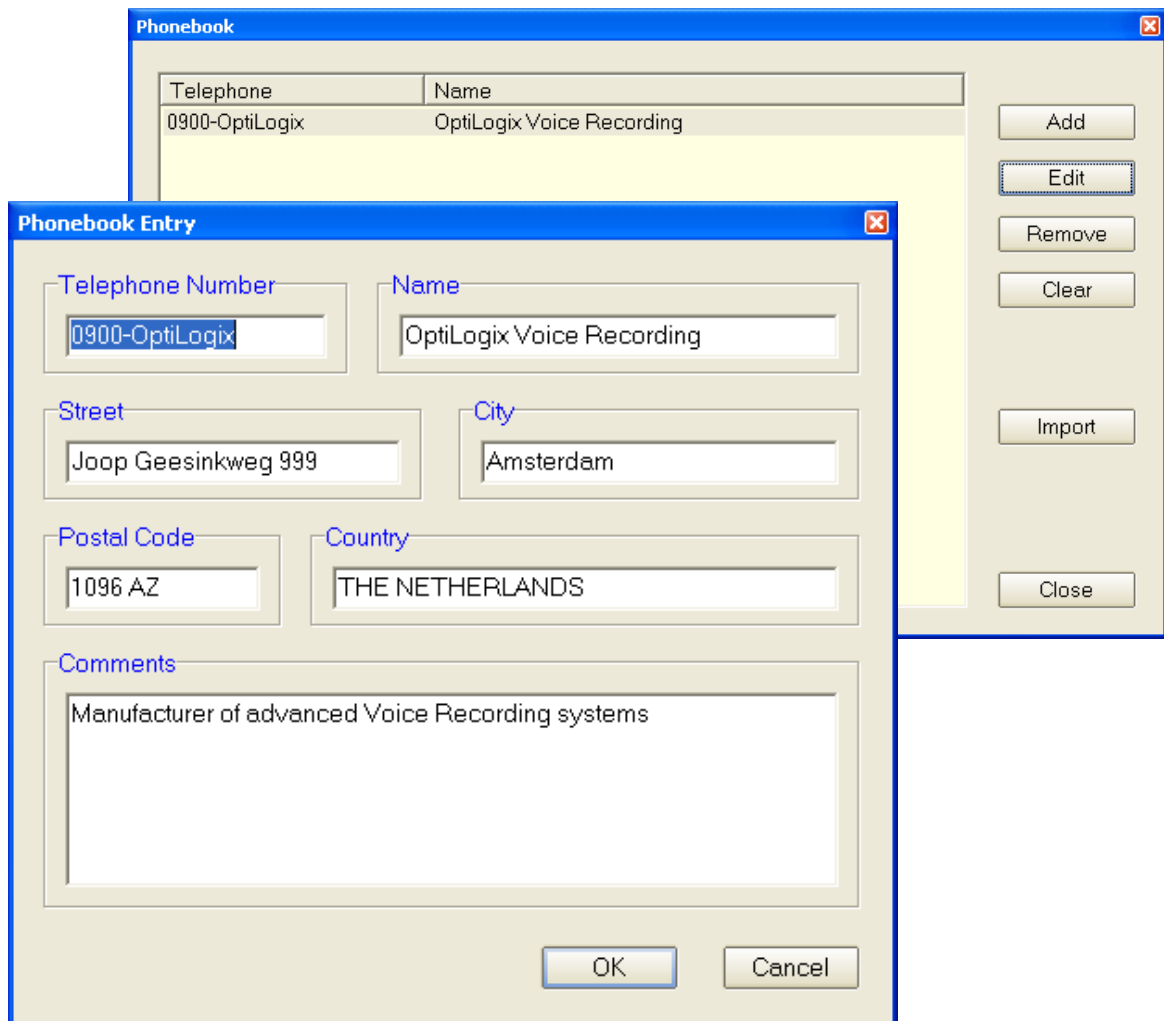 Phonebook
Telephone Name
0900-OptiLogix OptiLogix Voice Recording
Add
Edit
Remove
Clear
Import
Close
Phonebook Entry
Telephone Number Name
0900-OptiLogix OptiLogix Voice Recording
Street City
Joop Geesinkweg 999 Amsterdam
Postal Code Country
1096 AZ THE NETHERLANDS
Comments
Manufacturer of advanced Voice Recording systems
OK Cancel